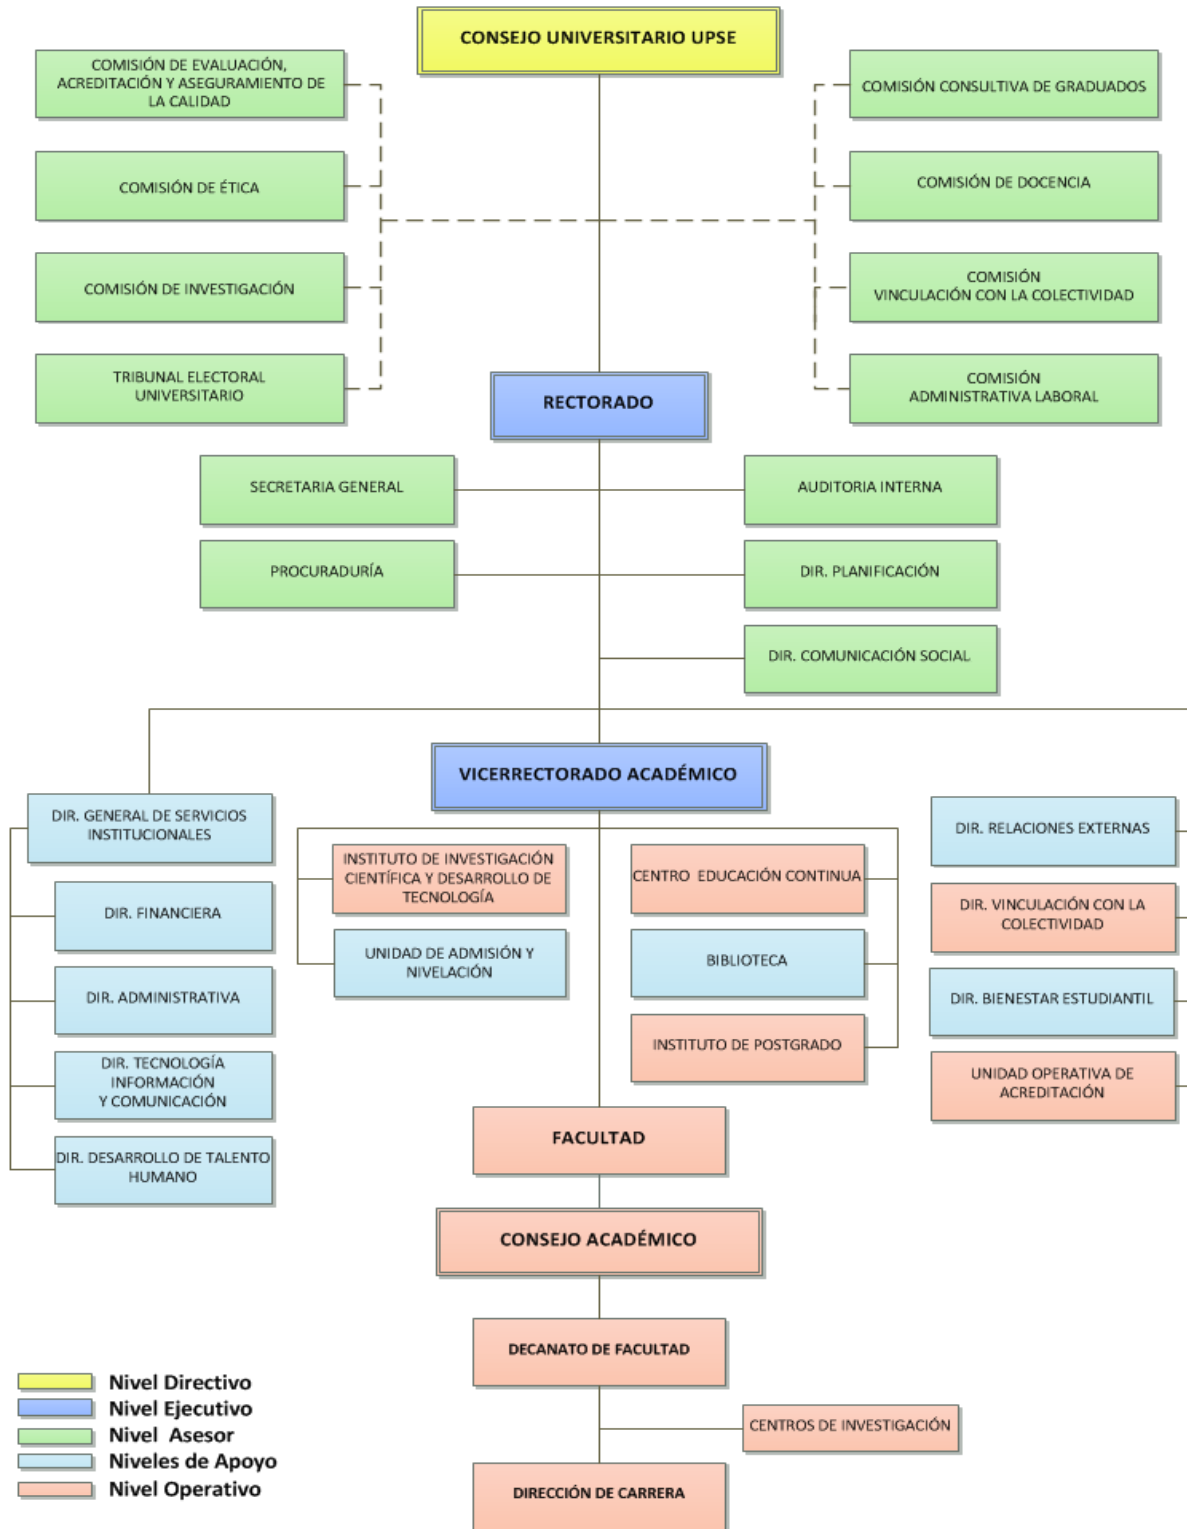 CONSEJO UNIVERSITARIO UPSE
COMISIÓN DE EVALUACIÓN,
ACREDITACIÓN Y ASEGURAMIENTO DE
LA CALIDAD
COMISIÓN CONSULTIVA DE GRADUADOS
COMISIÓN DE ÉTICA
COMISIÓN DE DOCENCIA
COMISIÓN DE INVESTIGACIÓN
COMISIÓN
VINCULACIÓN CON LA COLECTIVIDAD
TRIBUNAL ELECTORAL
UNIVERSITARIO
COMISIÓN
ADMINISTRATIVA LABORAL
RECTORADO
SECRETARIA GENERAL
AUDITORIA INTERNA
PROCURADURÍA
DIR. PLANIFICACIÓN
DIR. COMUNICACIÓN SOCIAL
VICERRECTORADO ACADÉMICO
DIR. GENERAL DE SERVICIOS
INSTITUCIONALES
DIR. FINANCIERA
DIR. ADMINISTRATIVA
DIR. TECNOLOGÍA
INFORMACIÓN
Y COMUNICACIÓN
DIR. DESARROLLO DE TALENTO
HUMANO
INSTITUTO DE INVESTIGACIÓN
CIENTÍFICA Y DESARROLLO DE
TECNOLOGÍA
UNIDAD DE ADMISIÓN Y
NIVELACIÓN
CENTRO EDUCACIÓN CONTINUA
BIBLIOTECA
INSTITUTO DE POSTGRADO
DIR. RELACIONES EXTERNAS
DIR. VINCULACIÓN CON LA
COLECTIVIDAD
DIR. BIENESTAR ESTUDIANTIL
UNIDAD OPERATIVA DE
ACREDITACIÓN
FACULTAD
CONSEJO ACADÉMICO
DECANATO DE FACULTAD
CENTROS DE INVESTIGACIÓN
DIRECCIÓN DE CARRERA
Nivel Directivo
Nivel Ejecutivo
Nivel Asesor
Niveles de Apoyo
Nivel Operativo